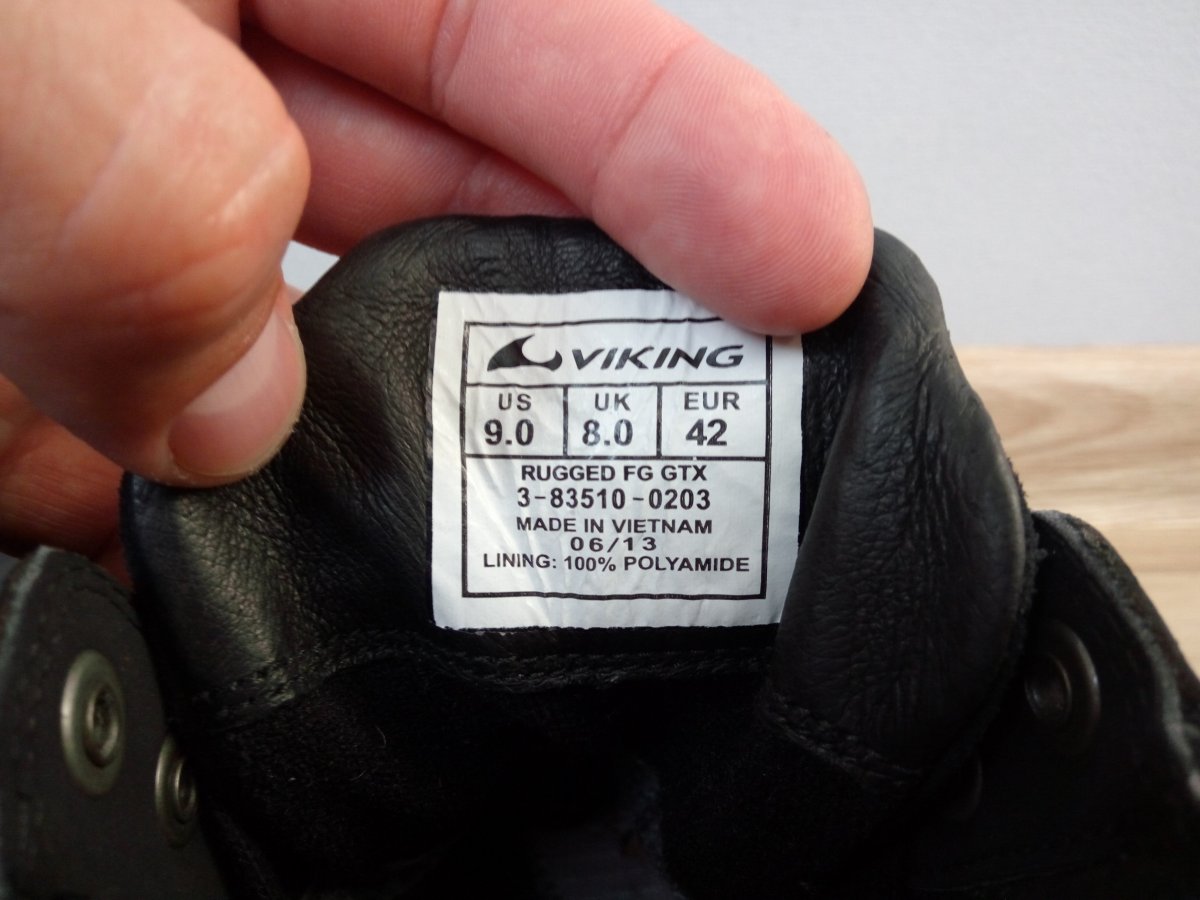 VIKING
US UK EUR
9.0 8.0 42
RUGGED FG GTX
3-83510-0203
MADE IN VIETNAM
06/13
LINING: 100% POLYAMIDE